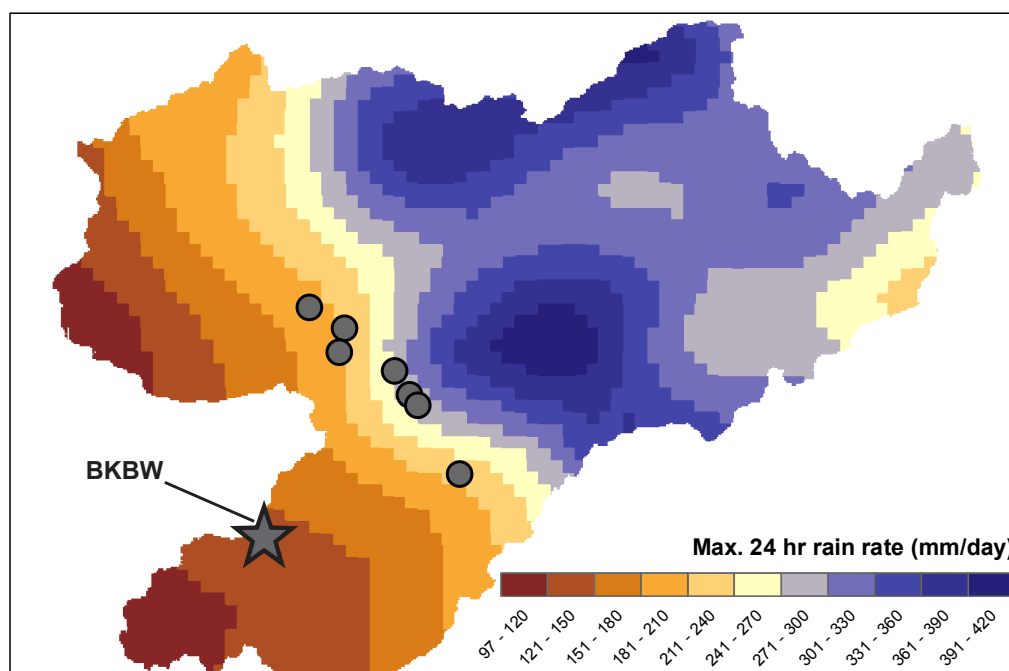 BKBW
Max. 24 hr rain rate (mm/day)
97 - 120
121 - 150
151 - 180
181 - 210
211 - 240
241 - 270
271 - 300
301 - 330
331 - 360
361 - 390
391 - 420